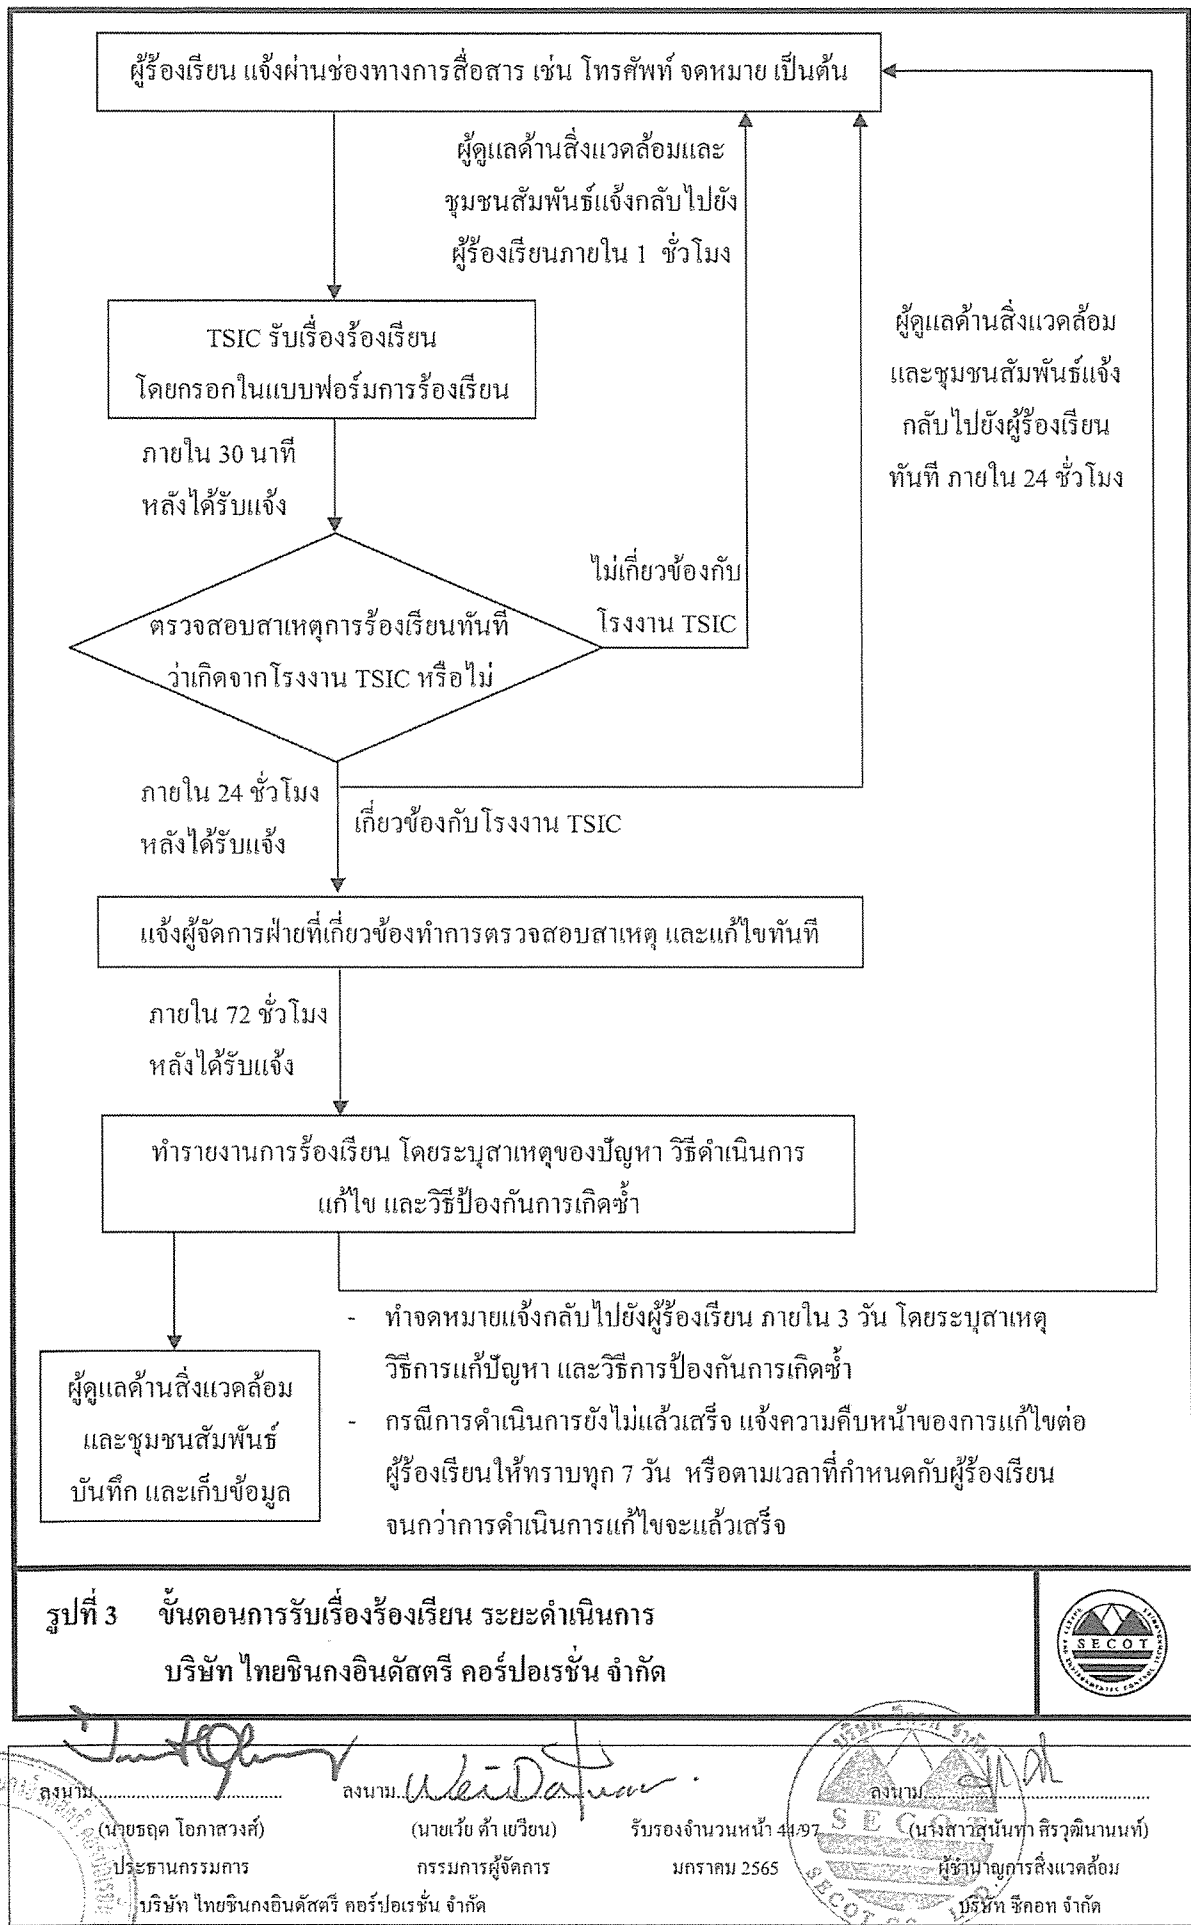 ผู้ร้องเรียน แจ้งผ่านช่องทางการสื่อสาร เช่น โทรศัพท์ จดหมาย เป็นต้น
ผู้ดูแลด้านสิ่งแวดล้อมและ
ชุมชนสัมพันธ์แจ้งกลับไปยัง
ผู้ร้องเรียนภายใน 1 ชั่วโมง
TSIC รับเรื่องร้องเรียน
โดยกรอกในแบบฟอร์มการร้องเรียน
ผู้ดูแลด้านสิ่งแวดล้อม
และชุมชนสัมพันธ์แจ้ง
กลับไปยังผู้ร้องเรียน
ทันที ภายใน 24 ชั่วโมง
ภายใน 30 นาที
หลังได้รับแจ้ง
ไม่เกี่ยวข้องกับ
โรงงาน TSIC
ตรวจสอบสาเหตุการร้องเรียนทันที
ว่าเกิดจากโรงงาน TSIC หรือไม่
ภายใน 24 ชั่วโมง
หลังได้รับแจ้ง
เกี่ยวข้องกับโรงงาน TSIC
แจ้งผู้จัดการฝ่ายที่เกี่ยวข้องทำการตรวจสอบสาเหตุ และแก้ไขทันที
ภายใน 72 ชั่วโมง
หลังได้รับแจ้ง
ทำรายงานการร้องเรียน โดยระบุสาเหตุของปัญหา วิธีดำเนินการ
แก้ไข และวิธีป้องกันการเกิดซ้ำ
- ทำจดหมายแจ้งกลับไปยังผู้ร้องเรียน ภายใน 3 วัน โดยระบุสาเหตุ
วิธีการแก้ปัญหา และวิธีการป้องกันการเกิดซ้ำ
- กรณีการดำเนินการยังไม่แล้วเสร็จ แจ้งความคืบหน้าของการแก้ไขต่อ
ผู้ร้องเรียนให้ทราบทุก 7 วัน หรือตามเวลาที่กำหนดกับผู้ร้องเรียน
จนกว่าการดำเนินการแก้ไขจะแล้วเสร็จ
ผู้ดูแลด้านสิ่งแวดล้อม
และชุมชนสัมพันธ์
บันทึก และเก็บข้อมูล
รูปที่ 3 ขั้นตอนการรับเรื่องร้องเรียน ระยะดำเนินการ
บริษัท ไทยชินกงอินดัสตรี คอร์ปอเรชั่น จำกัด
SECOT
ลงนาม
(นายธฤต โอภาสวงศ์)
ประธานกรรมการ
บริษัท ไทยชินกงอินดัสตรี คอร์ปอเรชั่น จำกัด
ลงนาม
(นายเว้ย ต้า เยวียน)
กรรมการผู้จัดการ
รับรองจำนวนหน้า 44/97
มกราคม 2565
ลงนาม
(นางสาวสุนันทา สิรวุฒินานนท์)
ผู้ชำนาญการสิ่งแวดล้อม
บริษัท ซีคอท จำกัด
บริษัท ซีคอท จำกัด
SECOT
SECOT CO., LTD.